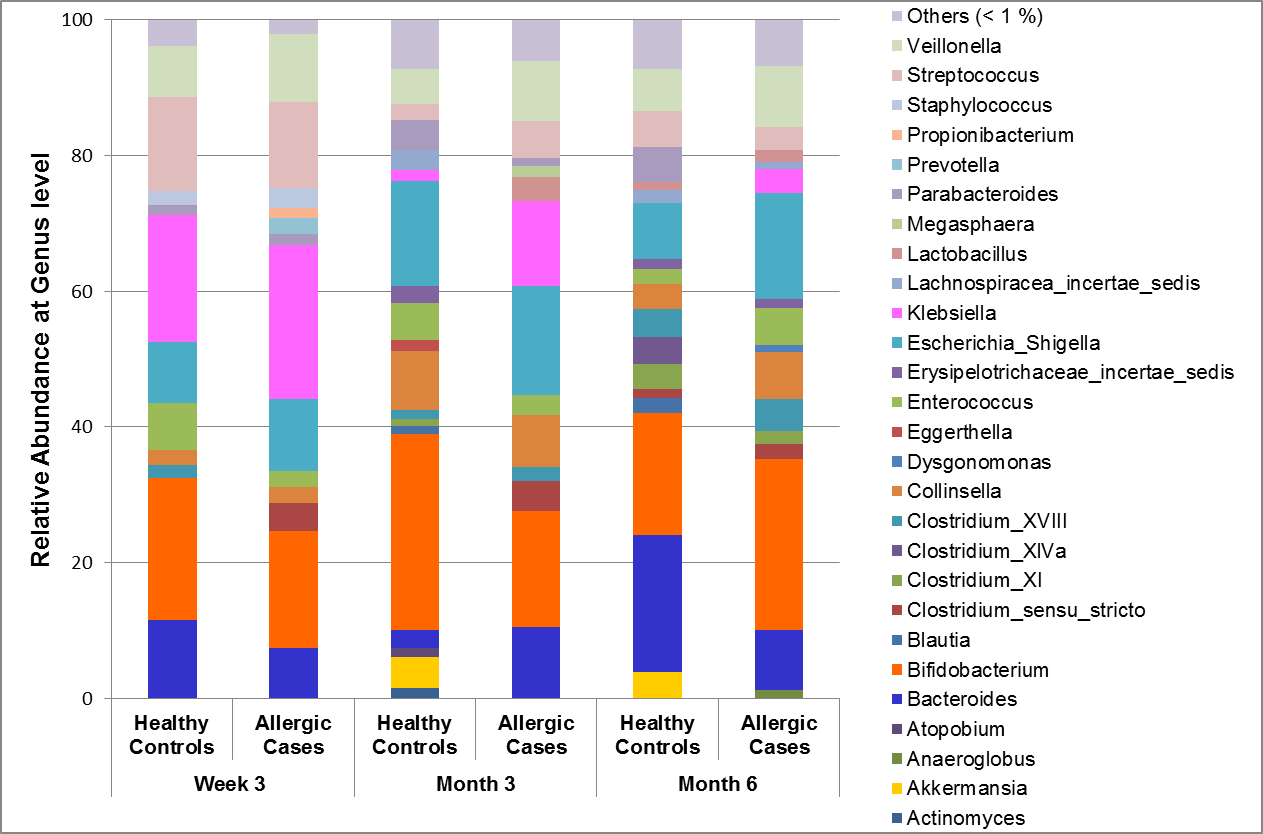 Relative Abundance at Genus level
100
80
60
40
20
0
Healthy
Controls
Allergic
Cases
Healthy
Controls
Allergic
Cases
Healthy
Controls
Allergic
Cases
Week 3
Month 3
Month 6
Others (< 1 %)
Veillonella
Streptococcus
Staphylococcus
Propionibacterium
Prevotella
Parabacteroides
Megasphaera
Lactobacillus
Lachnospiracea_incertae_sedis
Klebsiella
Escherichia_Shigella
Erysipelotrichaceae_incertae_sedis
Enterococcus
Eggerthella
Dysgonomonas
Collinsella
Clostridium_XVIII
Clostridium_XIVa
Clostridium_XI
Clostridium_sensu_stricto
Blautia
Bifidobacterium
Bacteroides
Atopobium
Anaeroglobus
Akkermansia
Actinomyces